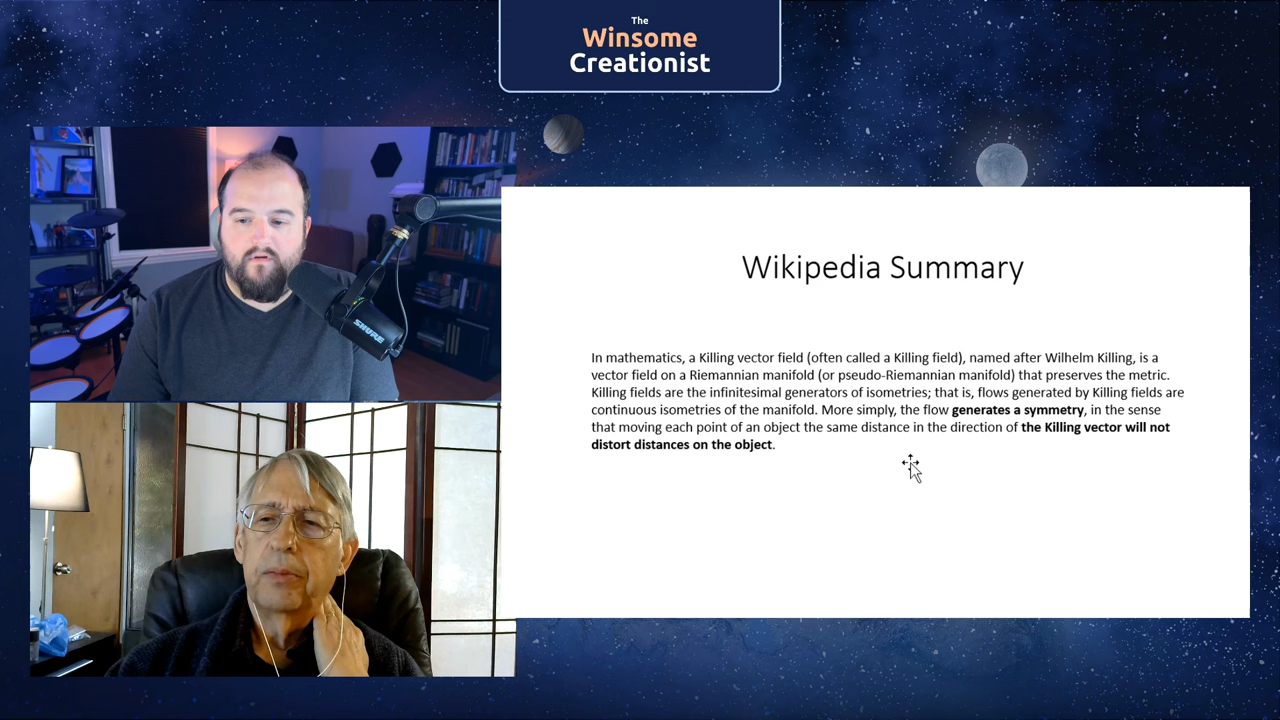 The
Winsome
Creationist
SHURE
Wikipedia Summary
In mathematics, a Killing vector field (often called a Killing field), named after Wilhelm Killing, is a
vector field on a Riemannian manifold (or pseudo-Riemannian manifold) that preserves the metric.
Killing fields are the infinitesimal generators of isometries; that is, flows generated by Killing fields are
continuous isometries of the manifold. More simply, the flow generates a symmetry, in the sense
that moving each point of an object the same distance in the direction of the Killing vector will not
distort distances on the object.